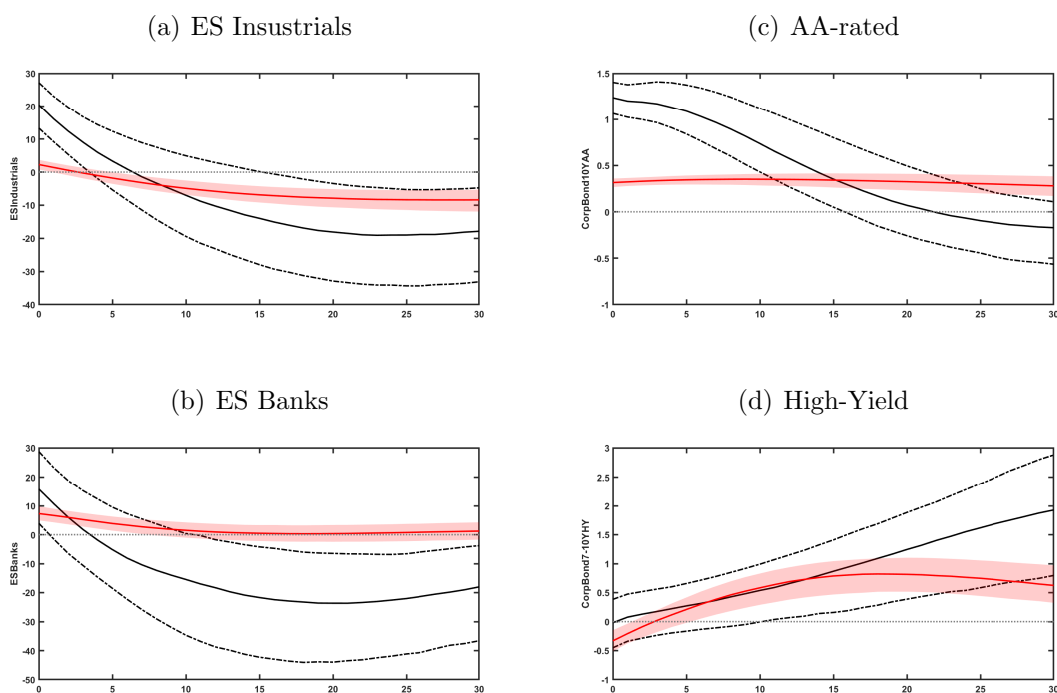 (a) ES Insustrials
ESIndustrials
30
20
10
0
-10
-20
-30
-40
0 5 10 15 20 25 30
(c) AA-rated
CorpBond10YAA
1.5
1
0.5
0
-0.5
-1
0 5 10 15 20 25 30
(b) ES Banks
ESBanks
30
20
10
0
-10
-20
-30
-40
-50
0 5 10 15 20 25 30
(d) High-Yield
CorpBond7-10YHY
3
2.5
2
1.5
1
0.5
0
-0.5
-1
0 5 10 15 20 25 30